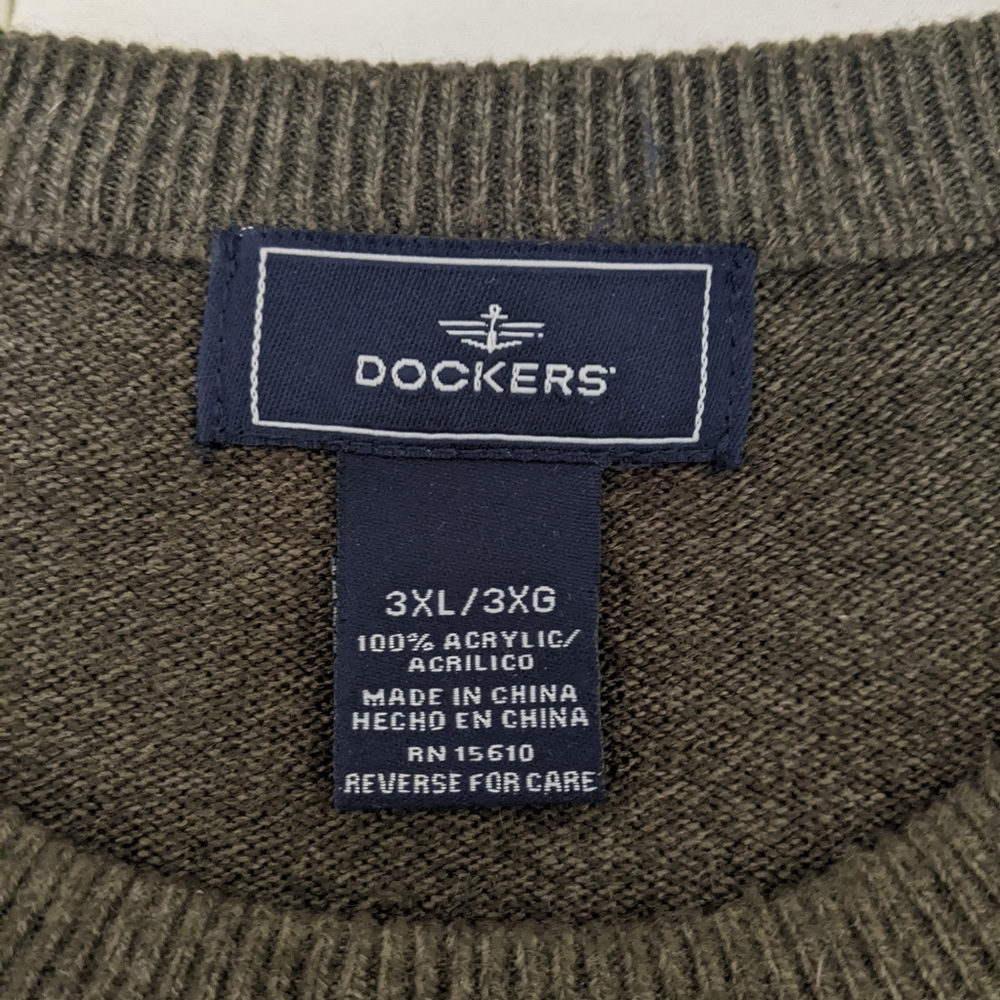 DOCKERS
3XL/3XG
100% ACRYLIC/
ACRILICO
MADE IN CHINA
HECHO EN CHINA
RN 15610
REVERSE FOR CARE